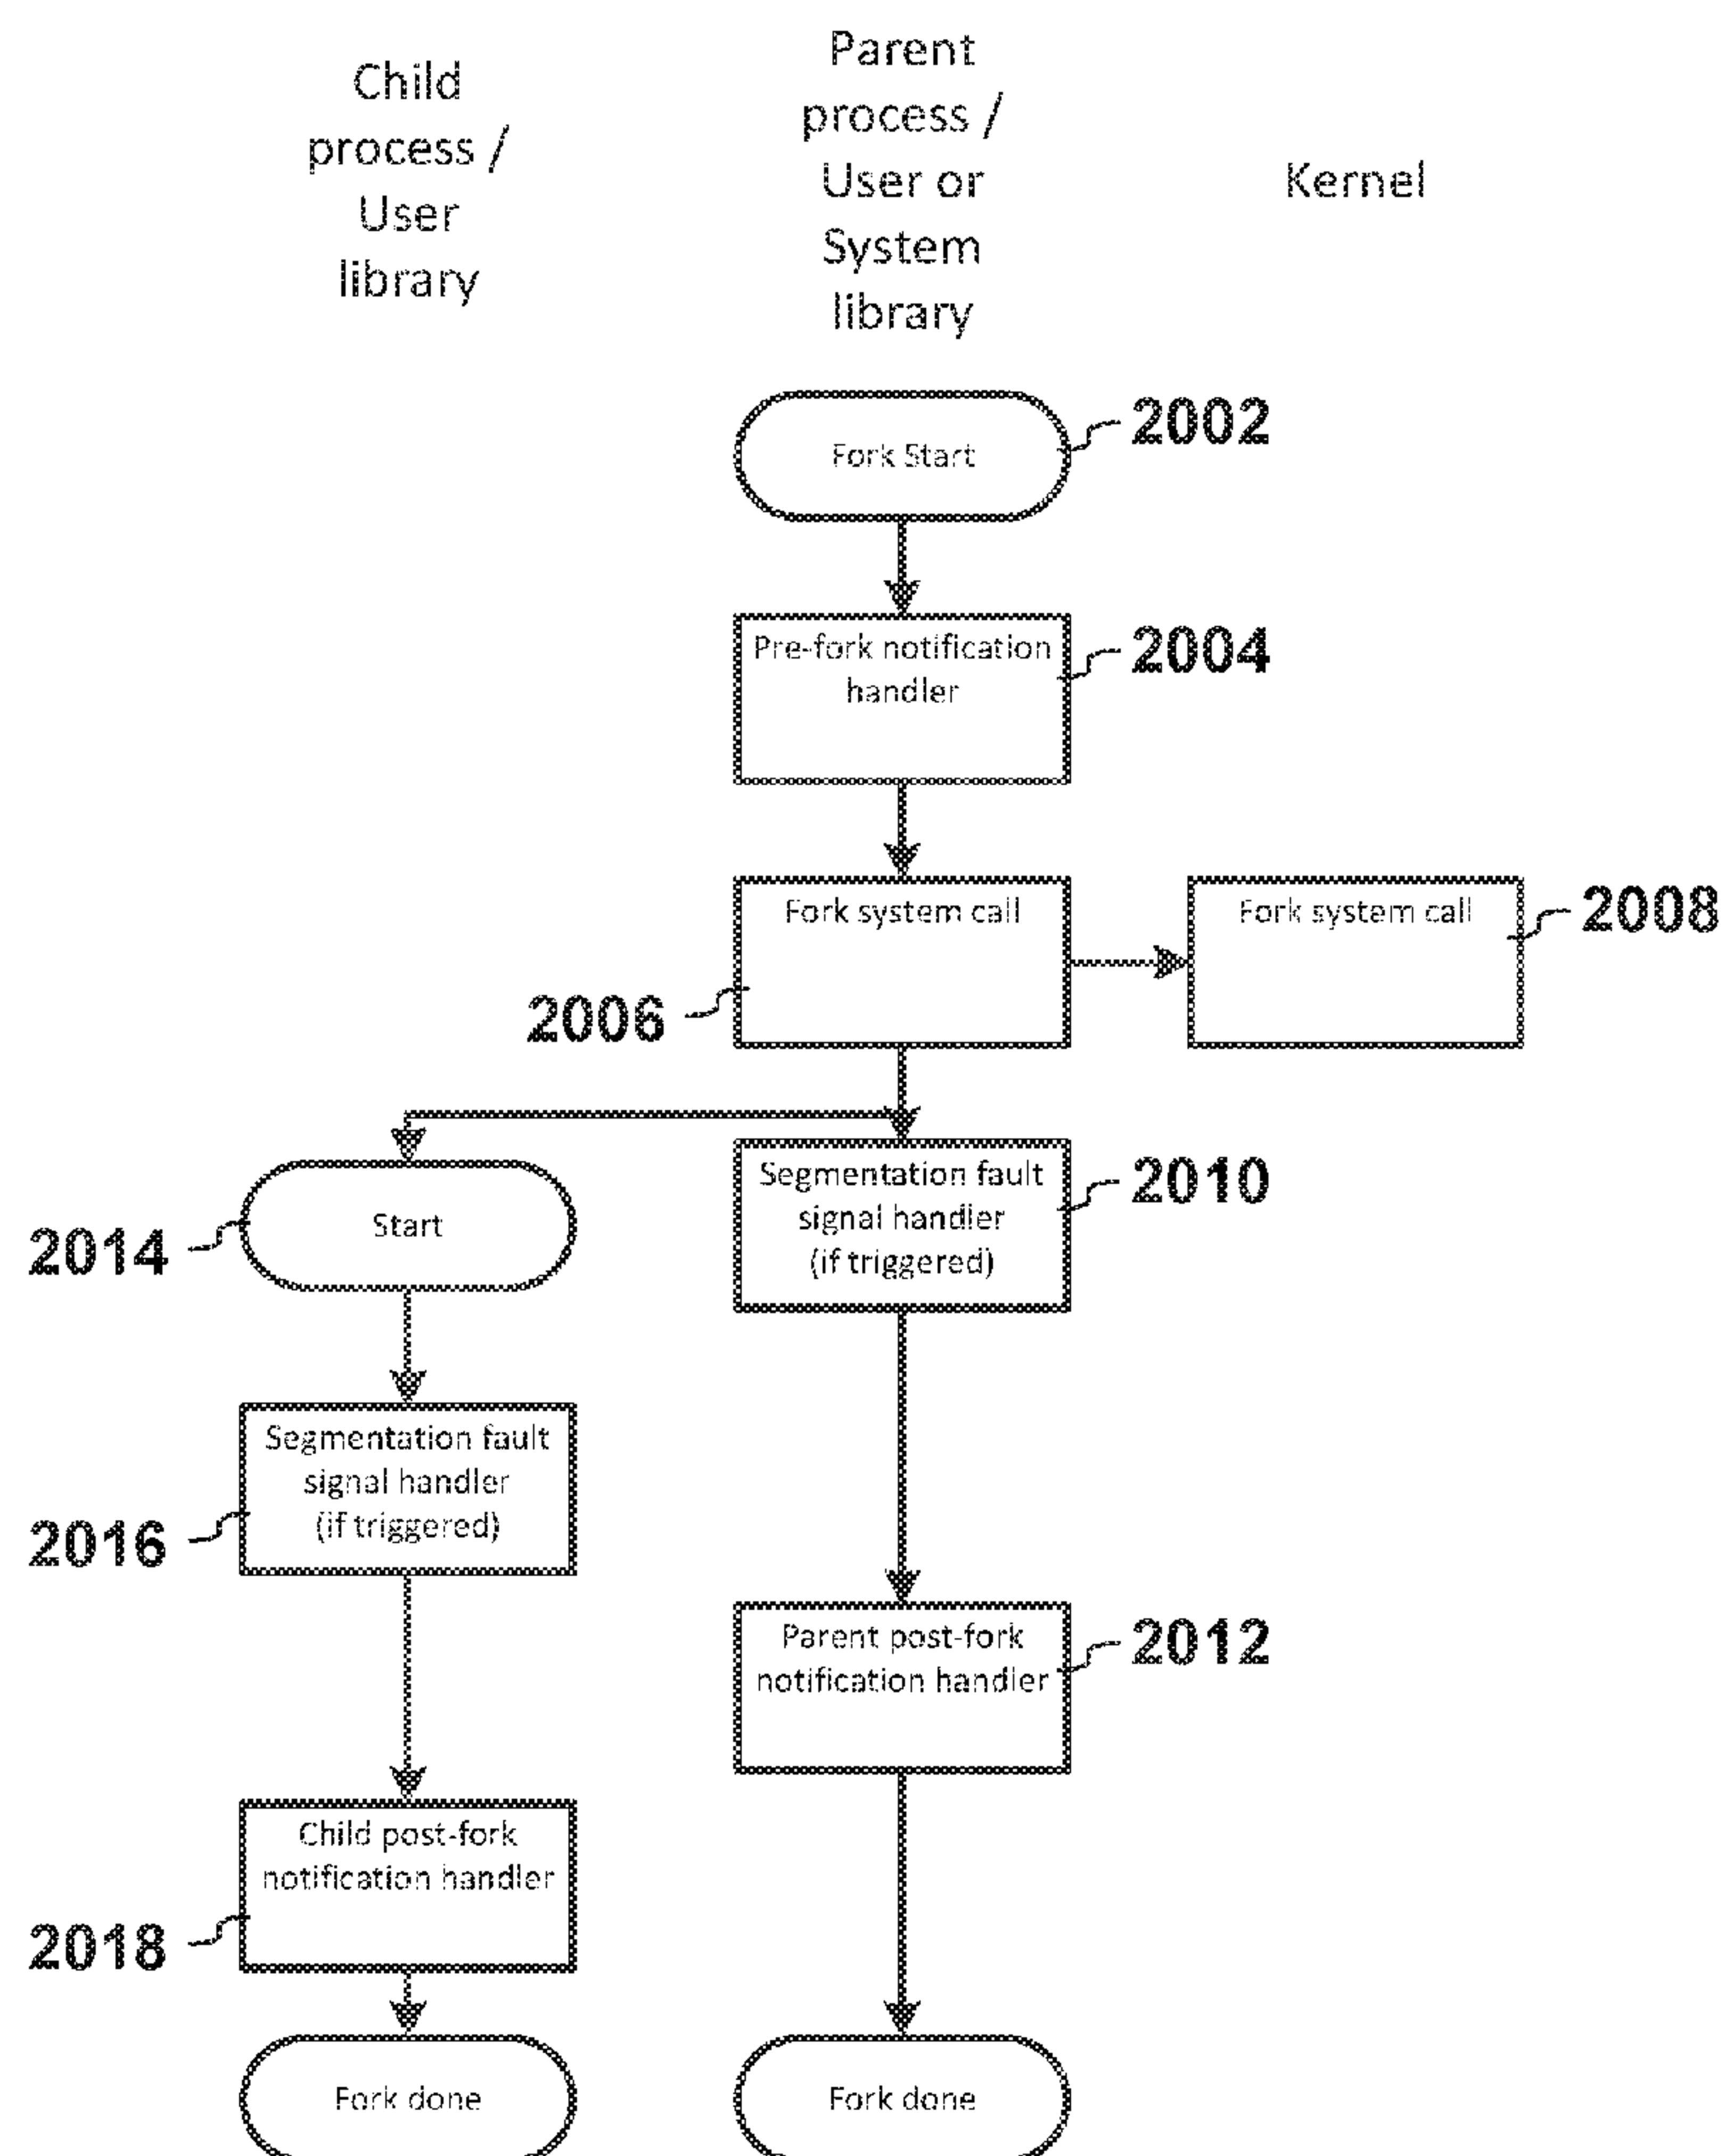 Child
process /
User
library
Parent
process /
User or
System
library
Kernel
Fork Start
2002
Pre-fork notification
handler
2004
Fork system call
2006
Fork system call
2008
Start
2014
Segmentation fault
signal handler
(if triggered)
2010
Segmentation fault
signal handler
(if triggered)
2016
Parent post-fork
notification handler
2012
Child post-fork
notification handler
2018
Fork done
Fork done